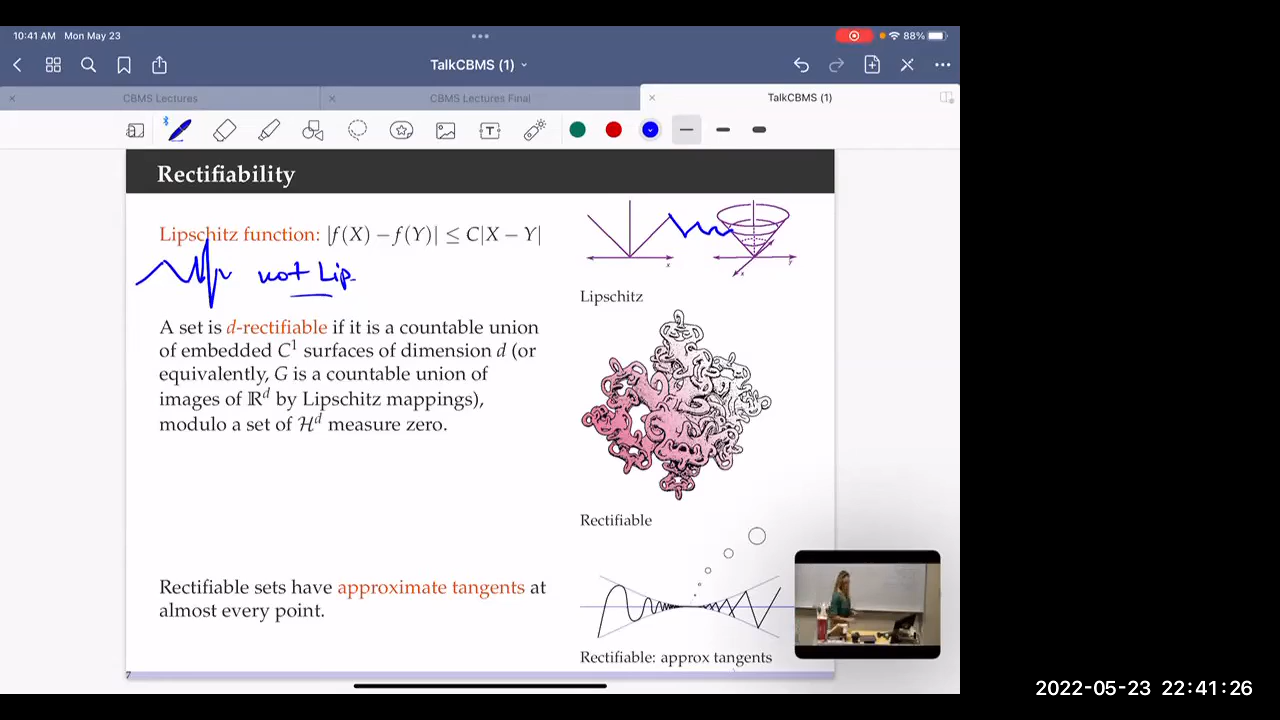 10:41 AM Mon May 23
88%
TalkCBMS (1)
CBMS Lectures
CBMS Lectures Final
TalkCBMS (1)
Rectifiability
Lipschitz function: |f(X) − f(Y)| ≤ C|X − Y|
not Lip.
x
x
y
Lipschitz
A set is d-rectifiable if it is a countable union
of embedded C¹ surfaces of dimension d (or
equivalently, G is a countable union of
images of ℝᵈ by Lipschitz mappings),
modulo a set of ℋᵈ measure zero.
Rectifiable
Rectifiable sets have approximate tangents at
almost every point.
Rectifiable: approx tangents
7
2022-05-23 22:41:26